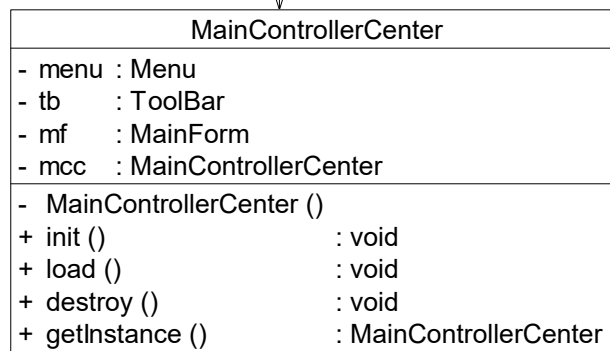 MainControllerCenter
- menu : Menu
- tb : ToolBar
- mf : MainForm
- mcc : MainControllerCenter
- MainControllerCenter ()
+ init () : void
+ load () : void
+ destroy () : void
+ getInstance () : MainControllerCenter